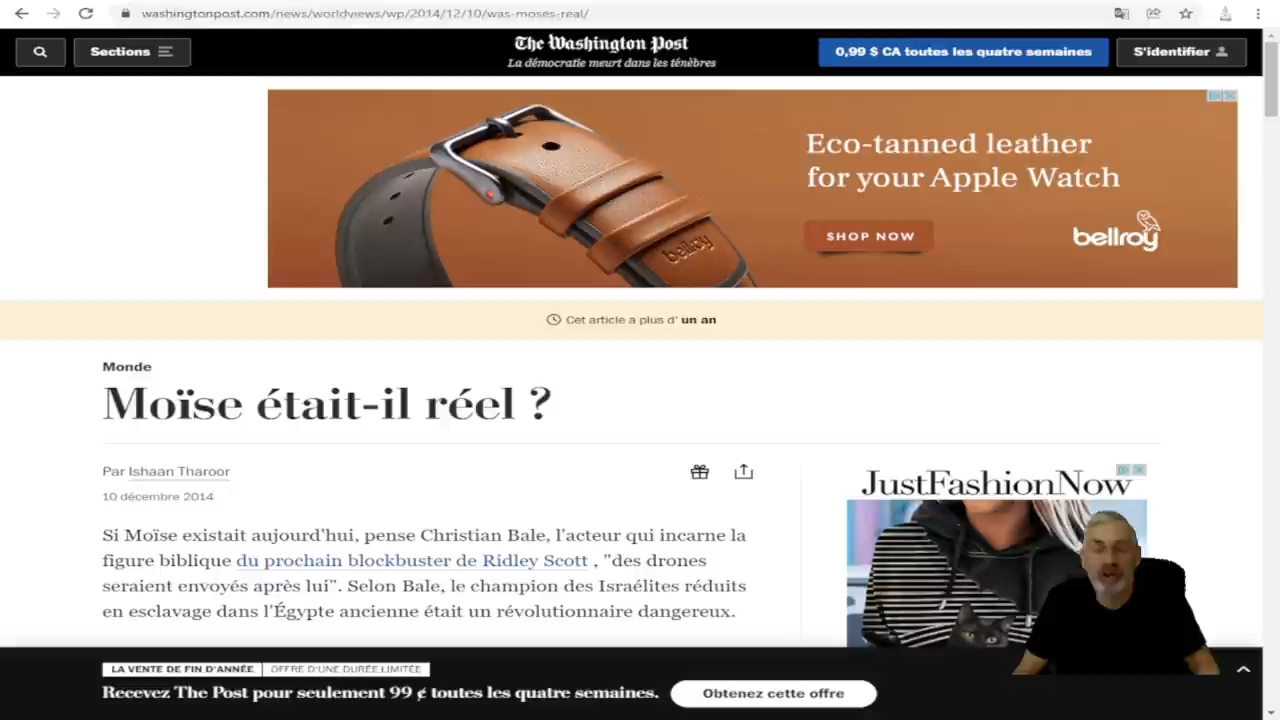 washingtonpost.com/news/worldviews/wp/2014/12/10/was-moses-real/
Sections
The Washington Post
La démocratie meurt dans les ténèbres
0,99 $ CA toutes les quatre semaines
S'identifier
Eco-tanned leather
for your Apple Watch
SHOP NOW
bellroy
bellroy
Cet article a plus d' un an
Monde
Moïse était-il réel ?
Par Ishaan Tharoor
10 décembre 2014
Si Moïse existait aujourd'hui, pense Christian Bale, l'acteur qui incarne la
figure biblique du prochain blockbuster de Ridley Scott , "des drones
seraient envoyés après lui". Selon Bale, le champion des Israélites réduits
en esclavage dans l'Égypte ancienne était un révolutionnaire dangereux.
JustFashionNow
LA VENTE DE FIN D'ANNÉE OFFRE D'UNE DURÉE LIMITÉE
Recevez The Post pour seulement 99 ¢ toutes les quatre semaines.
Obtenez cette offre